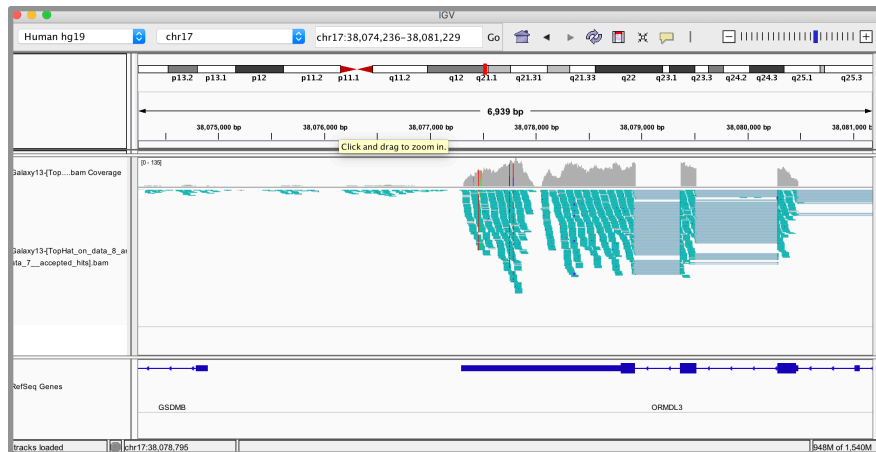 IGV
Human hg19 chr17 chr17:38,074,236-38,081,229 Go
p13.2 p13.1 p12 p11.2 p11.1 q11.2 q12 q21.1 q21.31 q21.33 q22 q23.1 q23.3 q24.2 q24.3 q25.1 q25.3
6,939 bp
38,075,000 bp 38,076,000 bp 38,077,000 bp 38,078,000 bp 38,079,000 bp 38,080,000 bp 38,081,000 b
Click and drag to zoom in.
[0 - 135]
Galaxy13-[Top....bam Coverage
Galaxy13-[TopHat_on_data_8_an
ata_7__accepted_hits].bam
RefSeq Genes
GSDMB ORMDL3
tracks loaded chr17:38,078,795 948M of 1,540M